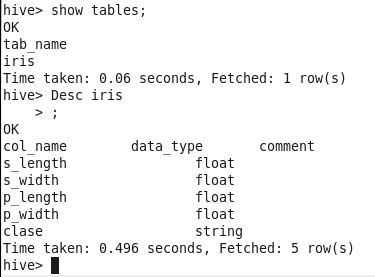 hive> show tables;
OK
tab_name
iris
Time taken: 0.06 seconds, Fetched: 1 row(s)
hive> Desc iris
    > ;
OK
col_name        data_type       comment
s_length                float
s_width                 float
p_length                float
p_width                 float
clase                   string
Time taken: 0.496 seconds, Fetched: 5 row(s)
hive>